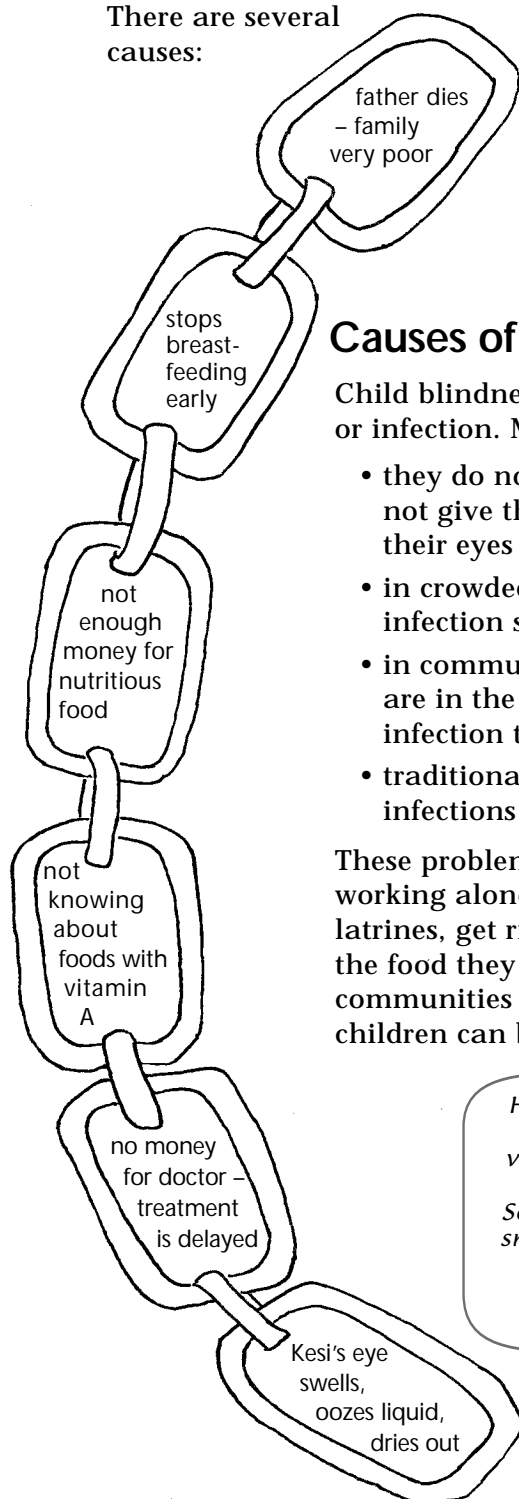 There are several
causes:
father dies
– family
very poor
stops
breast-
feeding
early
not
enough
money for
nutritious
food
not
knowing
about
foods with
vitamin
A
no money
for doctor –
treatment
is delayed
Kesi's eye
swells,
oozes liquid,
dries out
Causes of
Child blindne
or infection. M
• they do no
not give th
their eyes
• in crowded
infection s
• in commu
are in the
infection t
• traditiona
infections
These problem
working alone
latrines, get ri
the food they
communities
children can b
H
v
So
sn